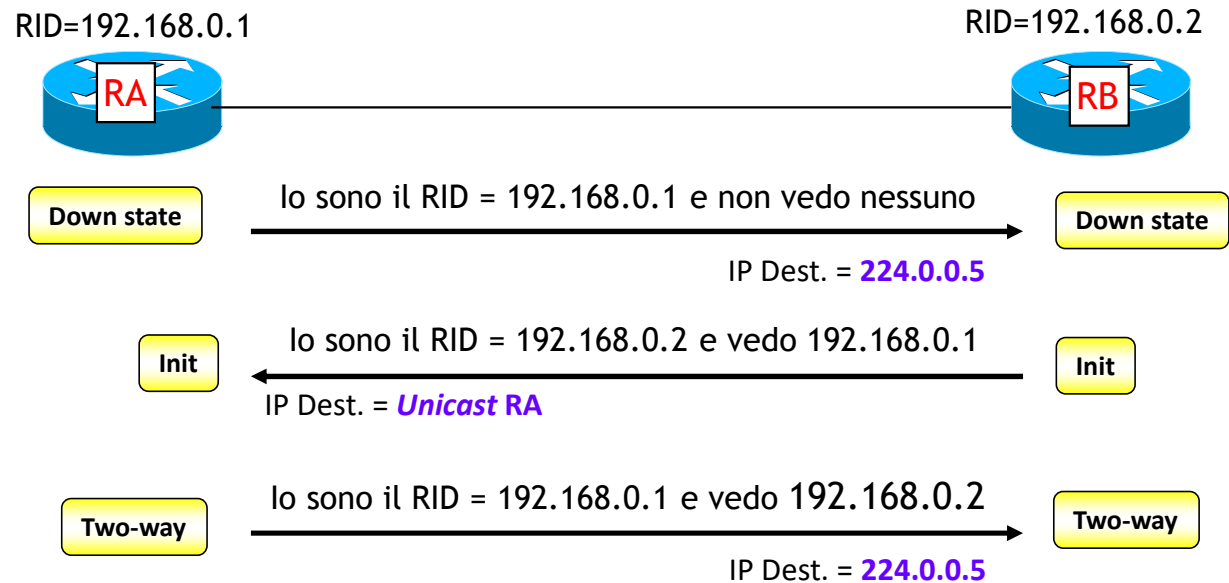 RID=192.168.0.1
RID=192.168.0.2
RA
RB
Down state
Io sono il RID = 192.168.0.1 e non vedo nessuno
Down state
IP Dest. = 224.0.0.5
Init
Io sono il RID = 192.168.0.2 e vedo 192.168.0.1
Init
IP Dest. = Unicast RA
Two-way
Io sono il RID = 192.168.0.1 e vedo 192.168.0.2
Two-way
IP Dest. = 224.0.0.5